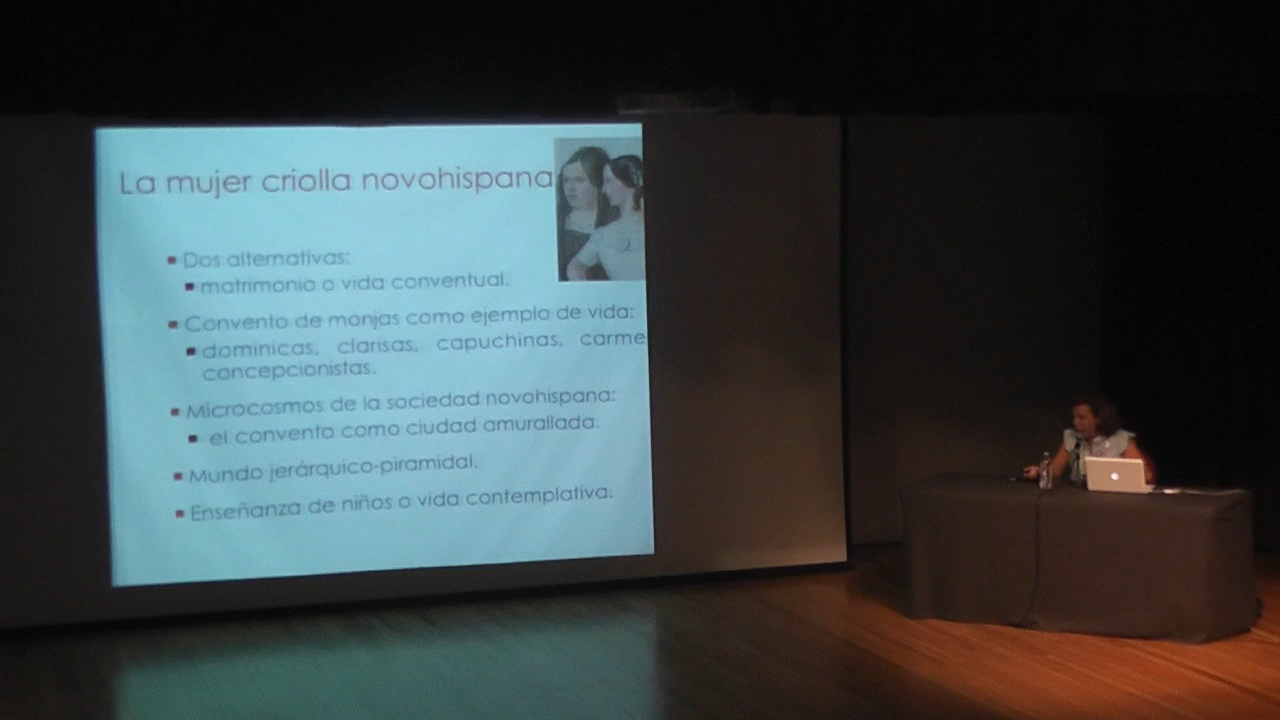 La mujer criolla novohispana
Dos alternativas:
matrimonio o vida conventual.
Convento de monjas como ejemplo de vida:
dominicas, clarisas, capuchinas, carme
concepcionistas.
Microcosmos de la sociedad novohispana:
el convento como ciudad amurallada.
Mundo jerárquico-piramidal.
Enseñanza de niños o vida contemplativa.